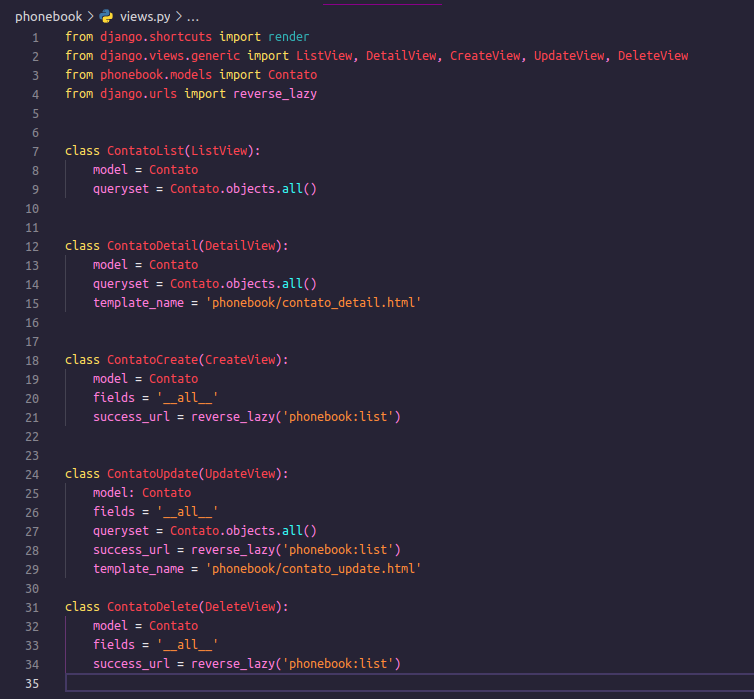 phonebook > views.py > ...
1 from django.shortcuts import render
2 from django.views.generic import ListView, DetailView, CreateView, UpdateView, DeleteView
3 from phonebook.models import Contato
4 from django.urls import reverse_lazy
5
6
7 class ContatoList(ListView):
8     model = Contato
9     queryset = Contato.objects.all()
10
11
12 class ContatoDetail(DetailView):
13     model = Contato
14     queryset = Contato.objects.all()
15     template_name = 'phonebook/contato_detail.html'
16
17
18 class ContatoCreate(CreateView):
19     model = Contato
20     fields = '__all__'
21     success_url = reverse_lazy('phonebook:list')
22
23
24 class ContatoUpdate(UpdateView):
25     model: Contato
26     fields = '__all__'
27     queryset = Contato.objects.all()
28     success_url = reverse_lazy('phonebook:list')
29     template_name = 'phonebook/contato_update.html'
30
31 class ContatoDelete(DeleteView):
32     model = Contato
33     fields = '__all__'
34     success_url = reverse_lazy('phonebook:list')
35